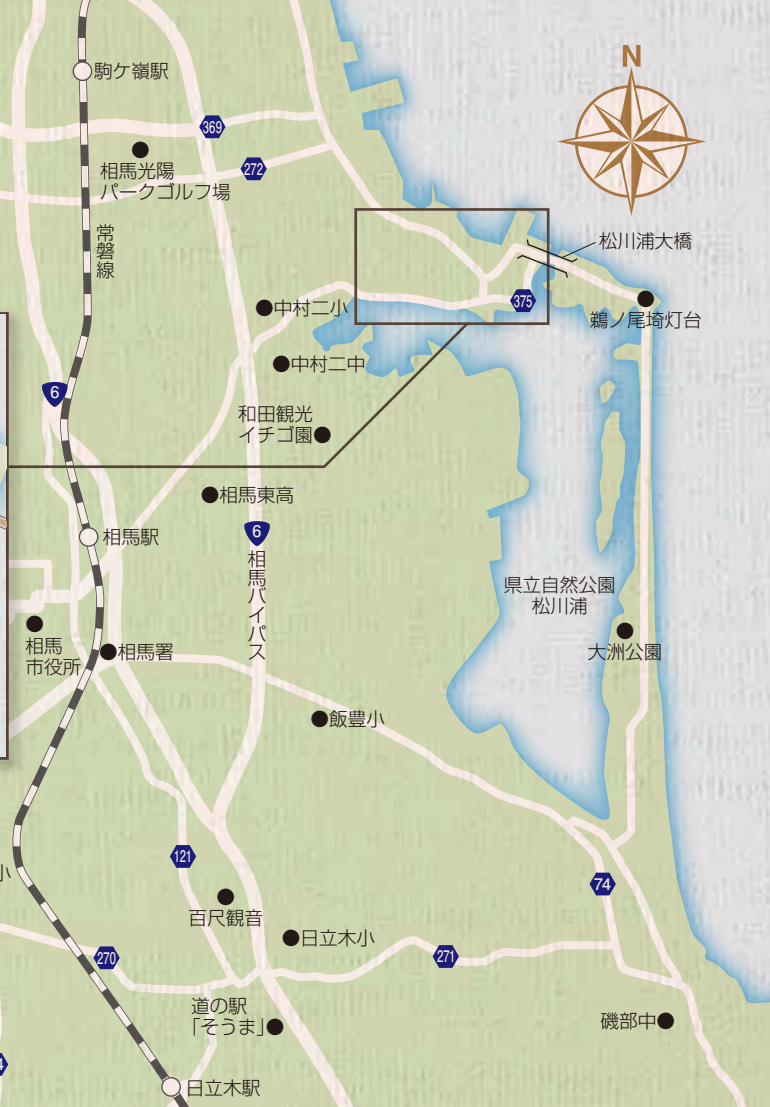 N
駒ケ嶺駅
369
272
相馬光陽
パークゴルフ場
常磐線
松川浦大橋
375
鵜ノ尾埼灯台
中村二小
中村二中
6
和田観光
イチゴ園
相馬東高
6
相馬バイパス
相馬駅
県立自然公園
松川浦
相馬
市役所
相馬署
大洲公園
飯豊小
121
小
74
百尺観音
日立木小
270
271
道の駅
「そうま」
磯部中
4
日立木駅